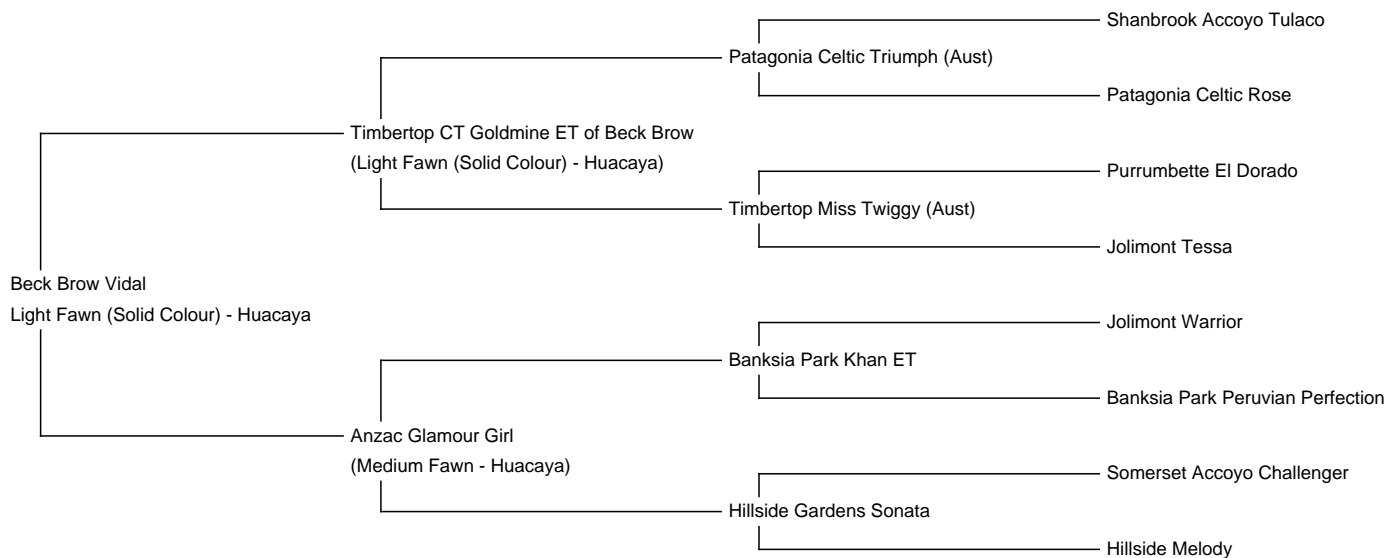 Shanbrook Accoyo Tulaco
Patagonia Celtic Triumph (Aust)
Patagonia Celtic Rose
Timbertop CT Goldmine ET of Beck Brow
(Light Fawn (Solid Colour) - Huacaya)
Purrumbette El Dorado
Timbertop Miss Twiggy (Aust)
Jolimont Tessa
Beck Brow Vidal
Light Fawn (Solid Colour) - Huacaya
Jolimont Warrior
Banksia Park Khan ET
Banksia Park Peruvian Perfection
Anzac Glamour Girl
(Medium Fawn - Huacaya)
Somerset Accoyo Challenger
Hillside Gardens Sonata
Hillside Melody